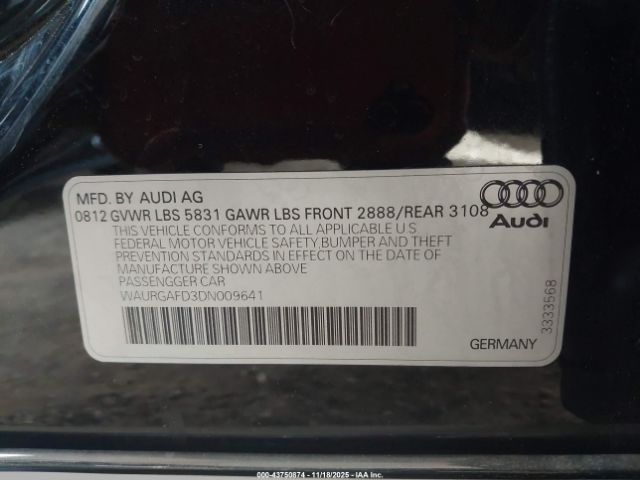 MFD. BY AUDI AG
0812 GVWR LBS 5831 GAWR LBS FRONT 2888/REAR 3108
THIS VEHICLE CONFORMS TO ALL APPLICABLE U S
FEDERAL MOTOR VEHICLE SAFETY,BUMPER AND THEFT
PREVENTION STANDARDS IN EFFECT ON THE DATE OF
MANUFACTURE SHOWN ABOVE
PASSENGGER CAR
WAURGAFD3DN009641
Audi
3333568
GERMANY
00-43750874 - 11/18/2025 - IAA Inc.